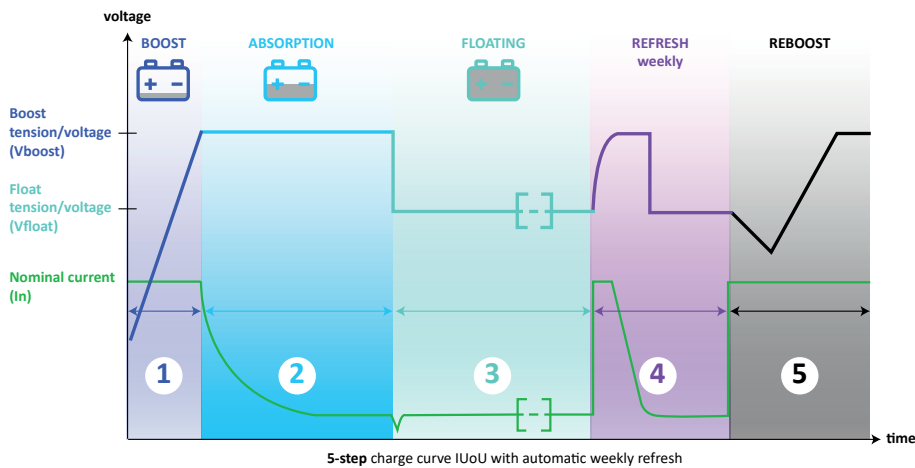 voltage
BOOST
ABSORPTION
FLOATING
REFRESH
weekly
REBOOST
+ −
+ −
+ −
Boost
tension/voltage
(Vboost)
Float
tension/voltage
(Vfloat)
Nominal current
(In)
1
2
3
4
5
time
5-step charge curve IUoU with automatic weekly refresh